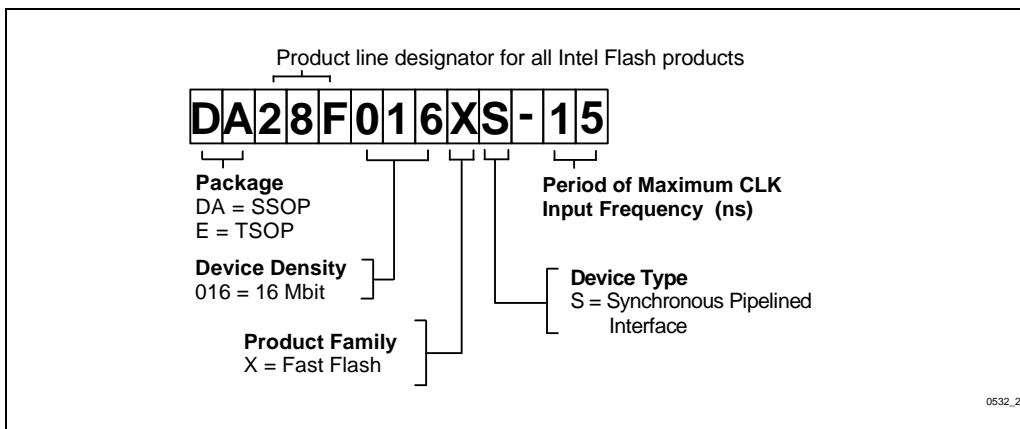 Product line designator for all Intel Flash products
DA28F016XS-15
Package
DA = SSOP
E = TSOP
Period of Maximum CLK
Input Frequency (ns)
Device Density
016 = 16 Mbit
Device Type
S = Synchronous Pipelined
Interface
Product Family
X = Fast Flash
0532_2